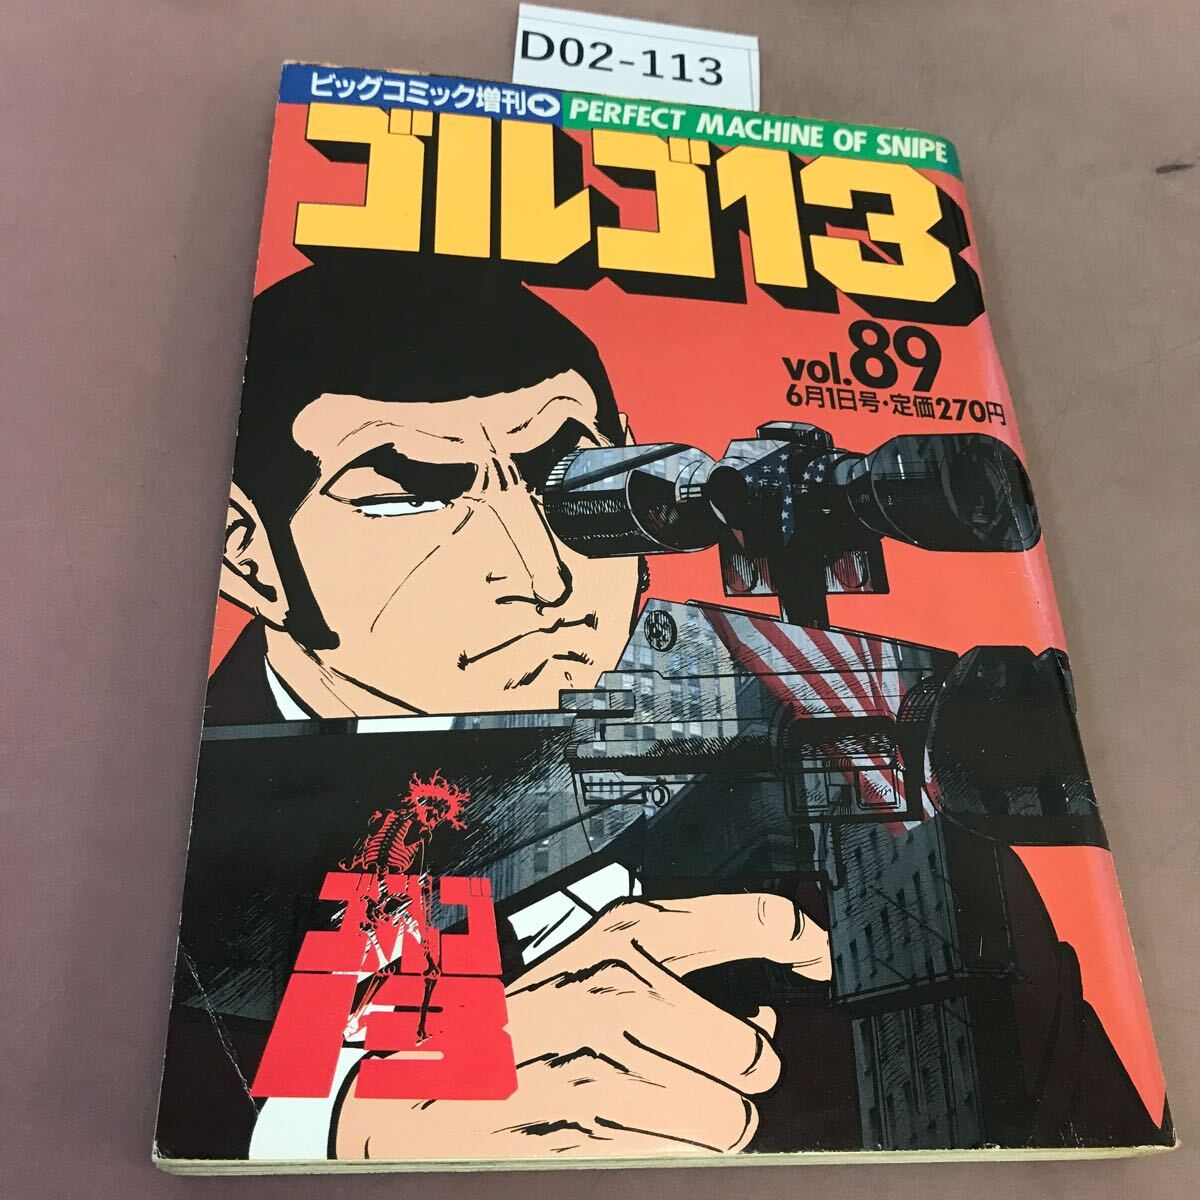 D02-113
ビッグコミック増刊➡ PERFECT MACHINE OF SNIPE
ゴルゴ13
vol.89
6月1日号・定価270円
ゴルゴ
13